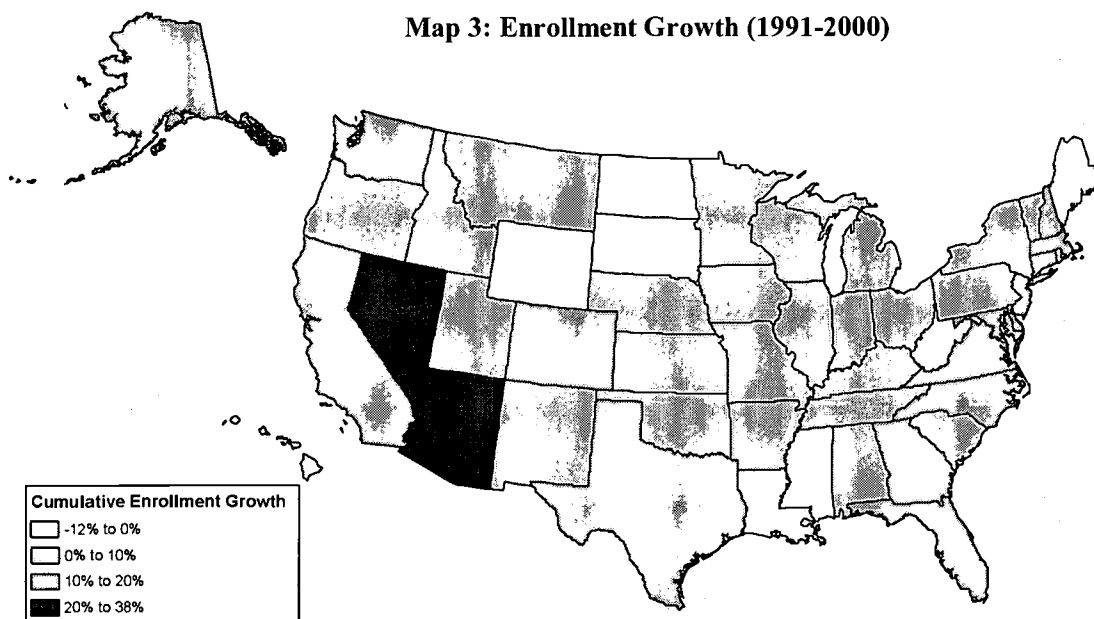 Map 3: Enrollment Growth (1991-2000)
Cumulative Enrollment Growth
-12% to 0%
0% to 10%
10% to 20%
20% to 38%